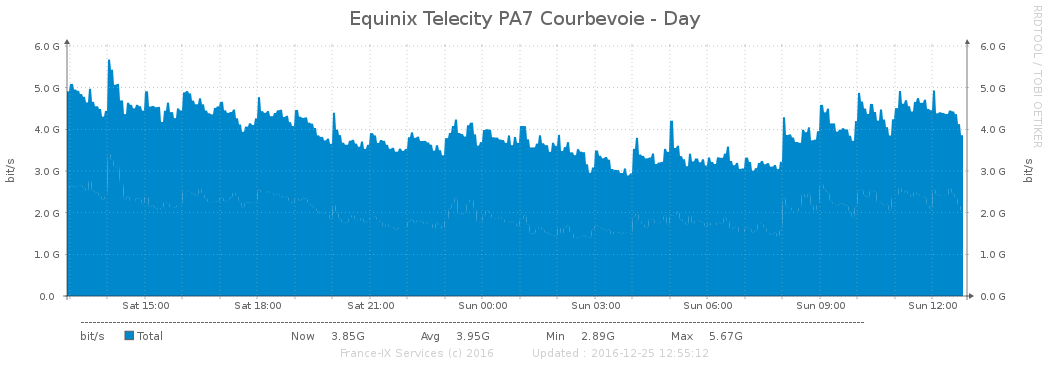 Equinix Telecity PA7 Courbevoie - Day
RRDTOOL / TOBI OETIKER
6.0 G 6.0 G
5.0 G 5.0 G
4.0 G 4.0 G
3.0 G 3.0 G
2.0 G 2.0 G
1.0 G 1.0 G
0.0 0.0 G
bit/s bit/s
Sat 15:00 Sat 18:00 Sat 21:00 Sun 00:00 Sun 03:00 Sun 06:00 Sun 09:00 Sun 12:00
bit/s Total Now 3.85G Avg 3.95G Min 2.89G Max 5.67G
France-IX Services (c) 2016 Updated : 2016-12-25 12:55:12